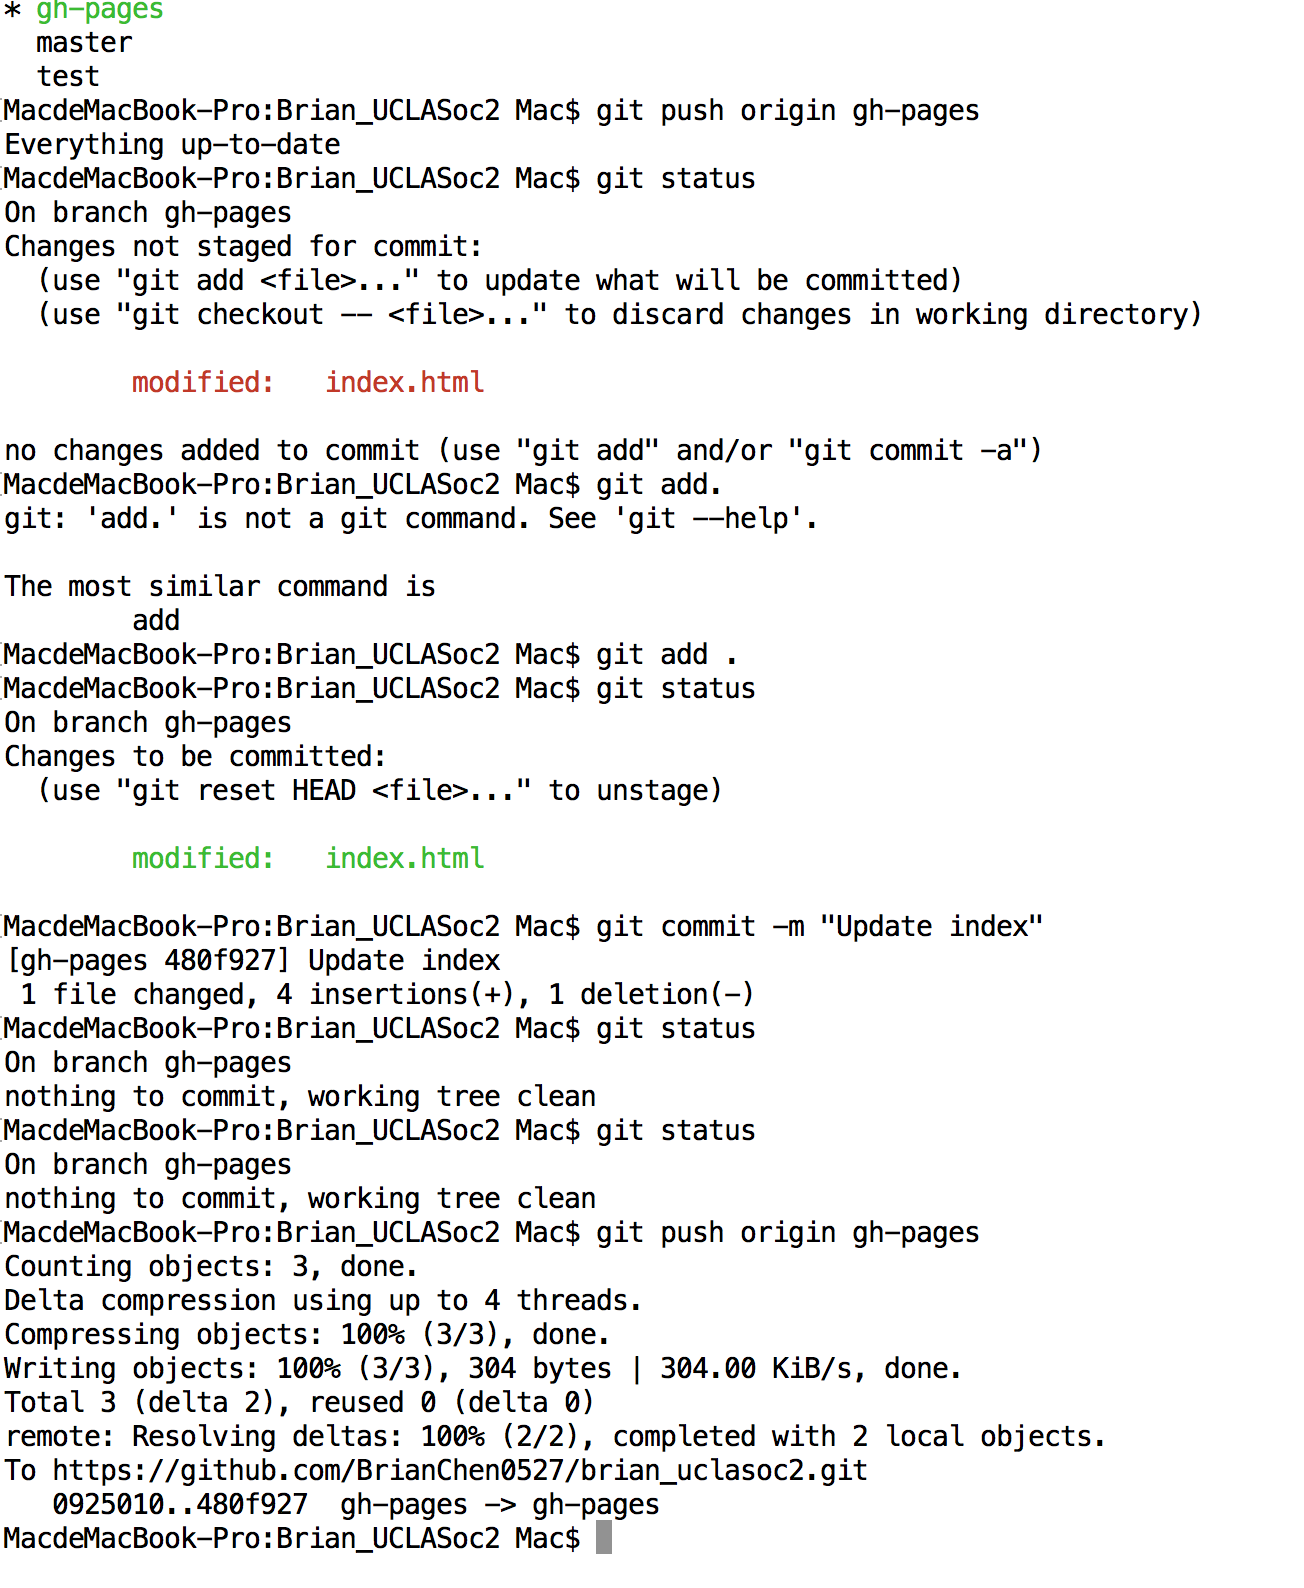 * gh-pages
  master
  test
MacdeMacBook-Pro:Brian_UCLASoc2 Mac$ git push origin gh-pages
Everything up-to-date
MacdeMacBook-Pro:Brian_UCLASoc2 Mac$ git status
On branch gh-pages
Changes not staged for commit:
  (use "git add <file>..." to update what will be committed)
  (use "git checkout -- <file>..." to discard changes in working directory)

        modified:   index.html

no changes added to commit (use "git add" and/or "git commit -a")
MacdeMacBook-Pro:Brian_UCLASoc2 Mac$ git add.
git: 'add.' is not a git command. See 'git --help'.

The most similar command is
        add
MacdeMacBook-Pro:Brian_UCLASoc2 Mac$ git add .
MacdeMacBook-Pro:Brian_UCLASoc2 Mac$ git status
On branch gh-pages
Changes to be committed:
  (use "git reset HEAD <file>..." to unstage)

        modified:   index.html

MacdeMacBook-Pro:Brian_UCLASoc2 Mac$ git commit -m "Update index"
[gh-pages 480f927] Update index
 1 file changed, 4 insertions(+), 1 deletion(-)
MacdeMacBook-Pro:Brian_UCLASoc2 Mac$ git status
On branch gh-pages
nothing to commit, working tree clean
MacdeMacBook-Pro:Brian_UCLASoc2 Mac$ git status
On branch gh-pages
nothing to commit, working tree clean
MacdeMacBook-Pro:Brian_UCLASoc2 Mac$ git push origin gh-pages
Counting objects: 3, done.
Delta compression using up to 4 threads.
Compressing objects: 100% (3/3), done.
Writing objects: 100% (3/3), 304 bytes | 304.00 KiB/s, done.
Total 3 (delta 2), reused 0 (delta 0)
remote: Resolving deltas: 100% (2/2), completed with 2 local objects.
To https://github.com/BrianChen0527/brian_uclasoc2.git
   0925010..480f927  gh-pages -> gh-pages
MacdeMacBook-Pro:Brian_UCLASoc2 Mac$